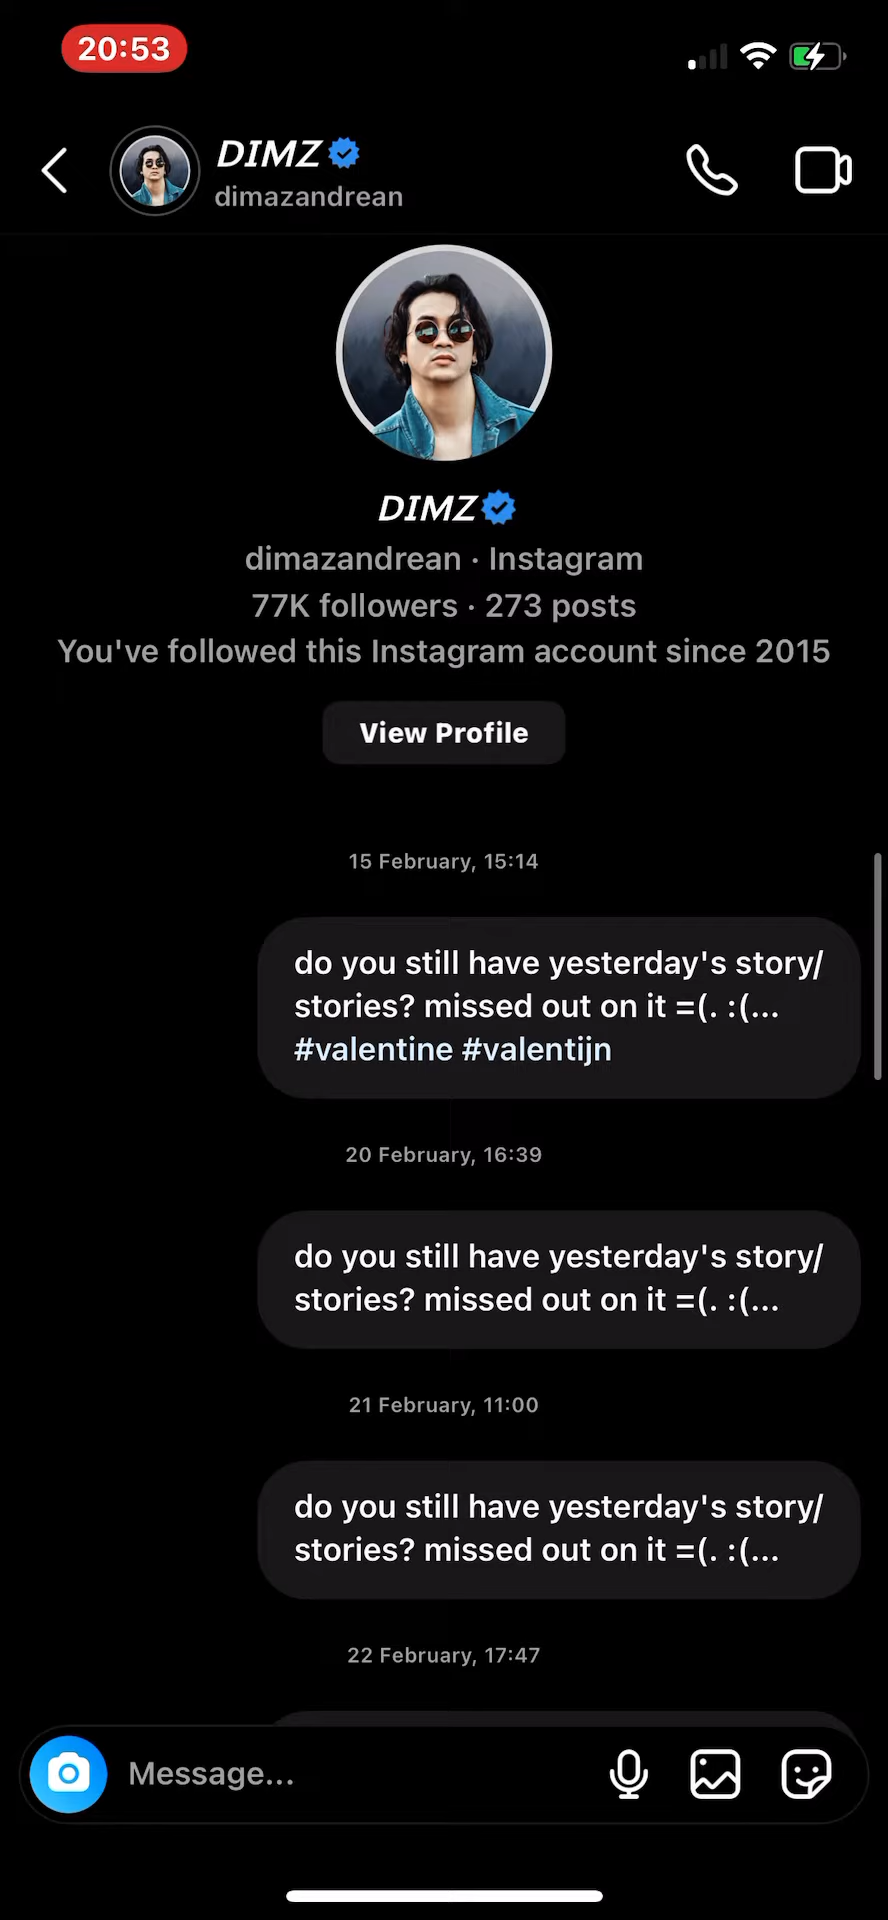 20:53
DIMZ
dimazandrean
DIMZ
dimazandrean · Instagram
77K followers · 273 posts
You've followed this Instagram account since 2015
View Profile
15 February, 15:14
do you still have yesterday's story/
stories? missed out on it =(. :(...
#valentine #valentijn
20 February, 16:39
do you still have yesterday's story/
stories? missed out on it =(. :(...
21 February, 11:00
do you still have yesterday's story/
stories? missed out on it =(. :(...
22 February, 17:47
Message...